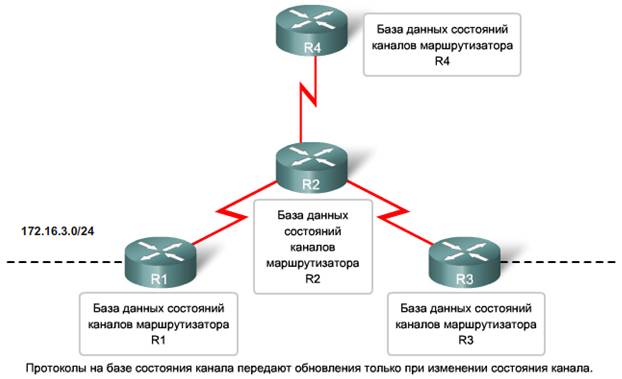 R4
База данных состояний
каналов маршрутизатора
R4
R2
База данных
состояний
каналов
маршрутизатора
R2
172.16.3.0/24
R1
База данных состояний
каналов маршрутизатора
R1
R3
База данных состояний
каналов маршрутизатора
R3
Протоколы на базе состояния канала передают обновления только при изменении состояния канала.